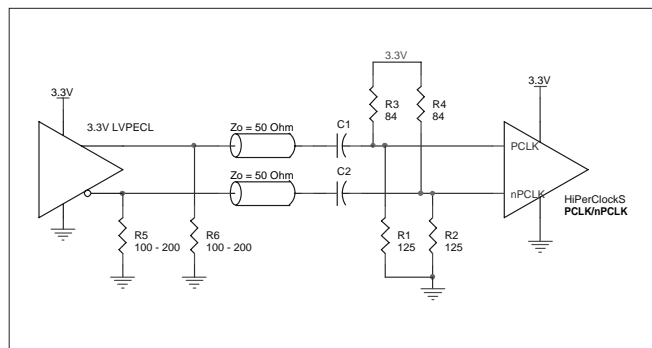 3.3V
3.3V
3.3V
3.3V LVPECL
R3
84
R4
84
Zo = 50 Ohm
C1
PCLK
Zo = 50 Ohm
C2
nPCLK
HiPerClockS
PCLK/nPCLK
R5
100 - 200
R6
100 - 200
R1
125
R2
125